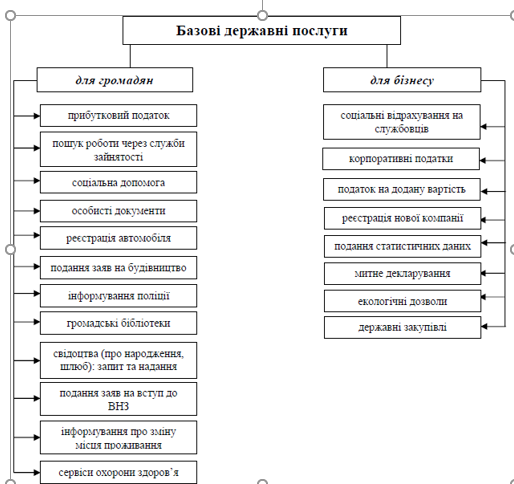 Базові державні послуги
для громадян
прибутковий податок
пошук роботи через служби
зайнятості
соціальна допомога
особисті документи
реєстрація автомобіля
подання заяв на будівництво
інформування поліції
громадські бібліотеки
свідоцтва (про народження,
шлюб): запит та надання
подання заяв на вступ до
ВНЗ
інформування про зміну
місця проживання
сервіси охорони здоров’я
для бізнесу
соціальні відрахування на
службовців
корпоративні податки
податок на додану вартість
реєстрація нової компанії
подання статистичних даних
митне декларування
екологічні дозволи
державні закупівлі